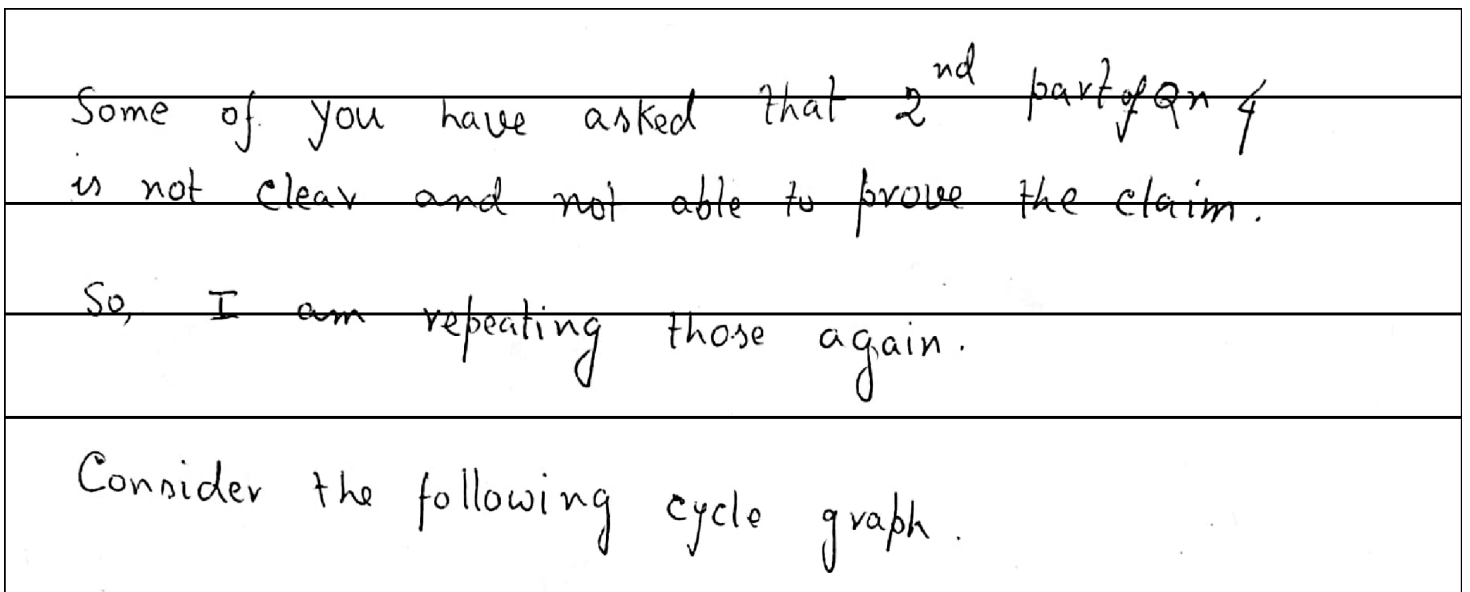 Some of you have asked that 2nd part of Qn 4
is not clear and not able to prove the claim.
So, I am repeating those again.
Consider the following cycle graph.